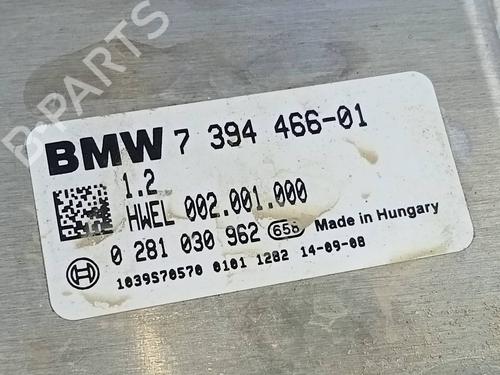 B-PARTS
BMW 7 394 466-01
1.2
HWEL 002.001.000
0 281 030 962 658 Made in Hungary
1039S70570 0101 1282 14-09-08